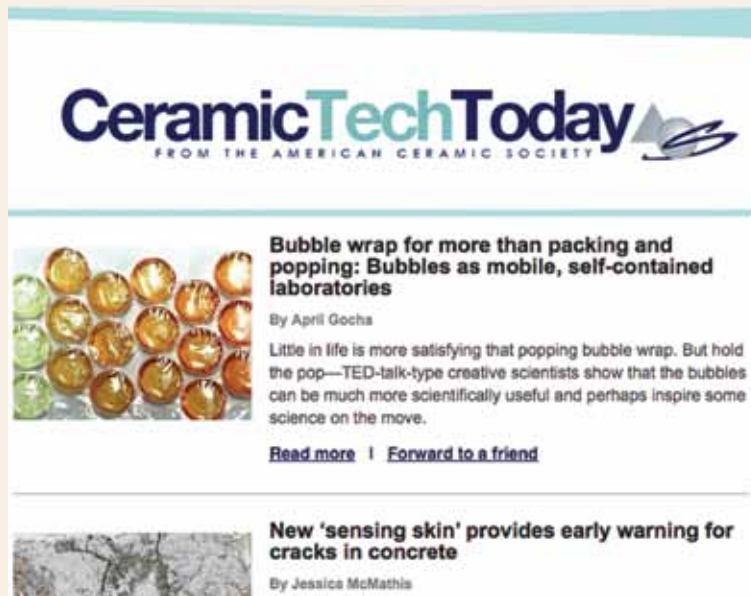 CeramicTechToday
FROM THE AMERICAN CERAMIC SOCIETY
Bubble wrap for more than packing and
popping: Bubbles as mobile, self-contained
laboratories
By April Gocha
Little in life is more satisfying that popping bubble wrap. But hold
the pop—TED-talk-type creative scientists show that the bubbles
can be much more scientifically useful and perhaps inspire some
science on the move.
Read more | Forward to a friend
New ‘sensing skin’ provides early warning for
cracks in concrete
By Jessica McMathis